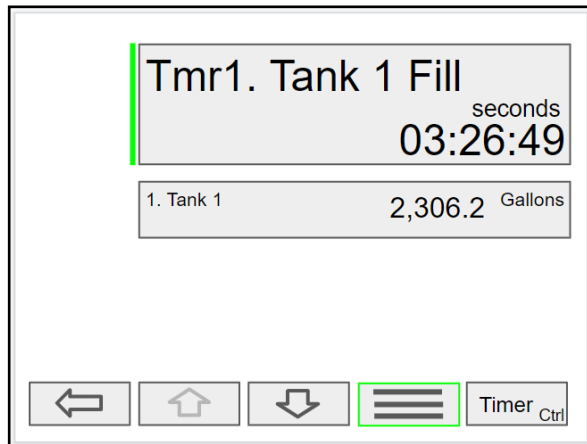 Tmr1. Tank 1 Fill
seconds
03:26:49
1. Tank 1 2,306.2 Gallons
Timer Ctrl